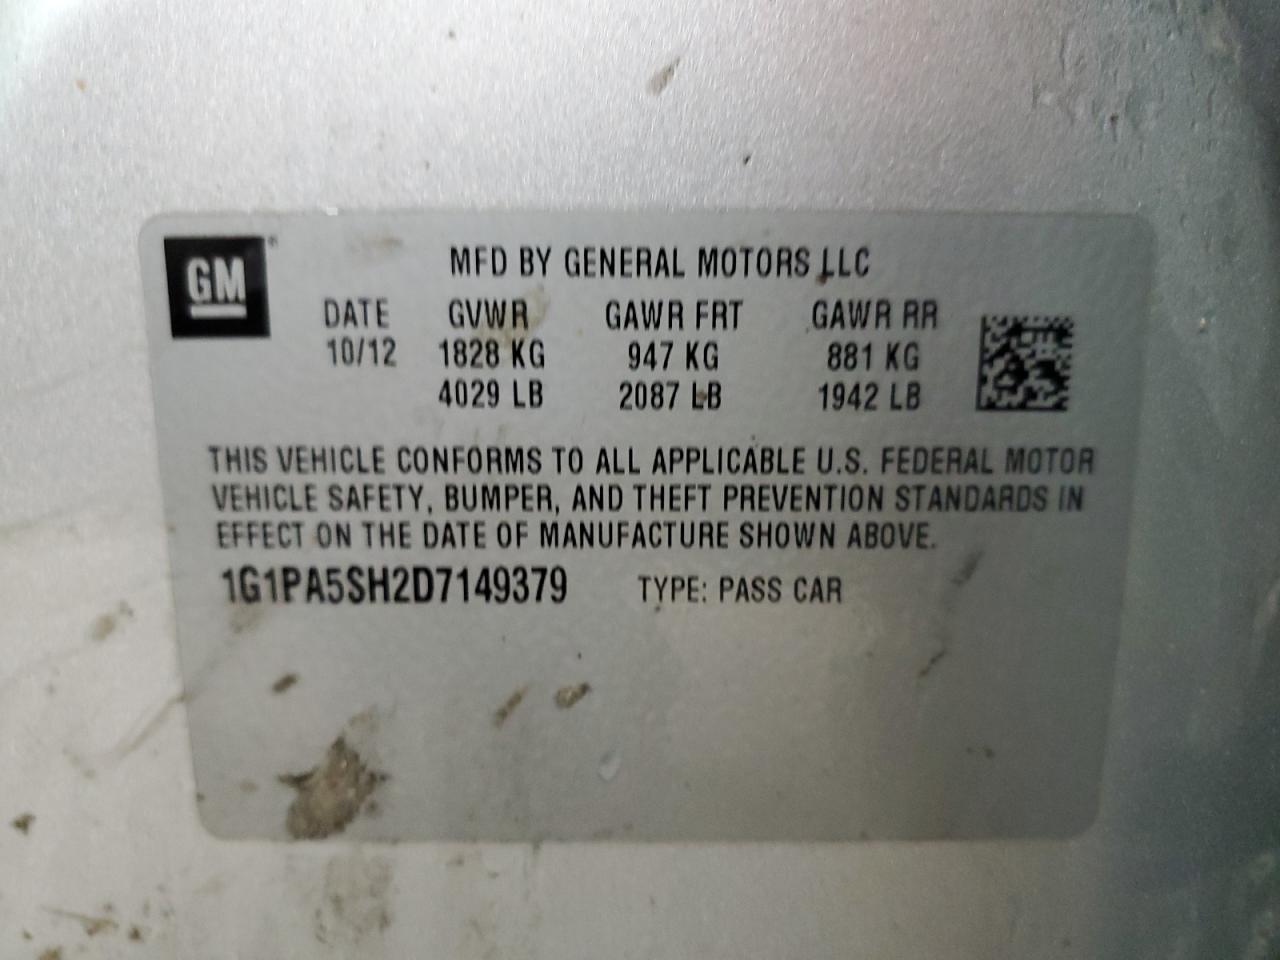 GM
MFD BY GENERAL MOTORS LLC
DATE GVWR GAWR FRT GAWR RR
10/12 1828 KG 947 KG 881 KG
4029 LB 2087 LB 1942 LB
THIS VEHICLE CONFORMS TO ALL APPLICABLE U.S. FEDERAL MOTOR
VEHICLE SAFETY, BUMPER, AND THEFT PREVENTION STANDARDS IN
EFFECT ON THE DATE OF MANUFACTURE SHOWN ABOVE.
1G1PA5SH2D7149379 TYPE: PASS CAR